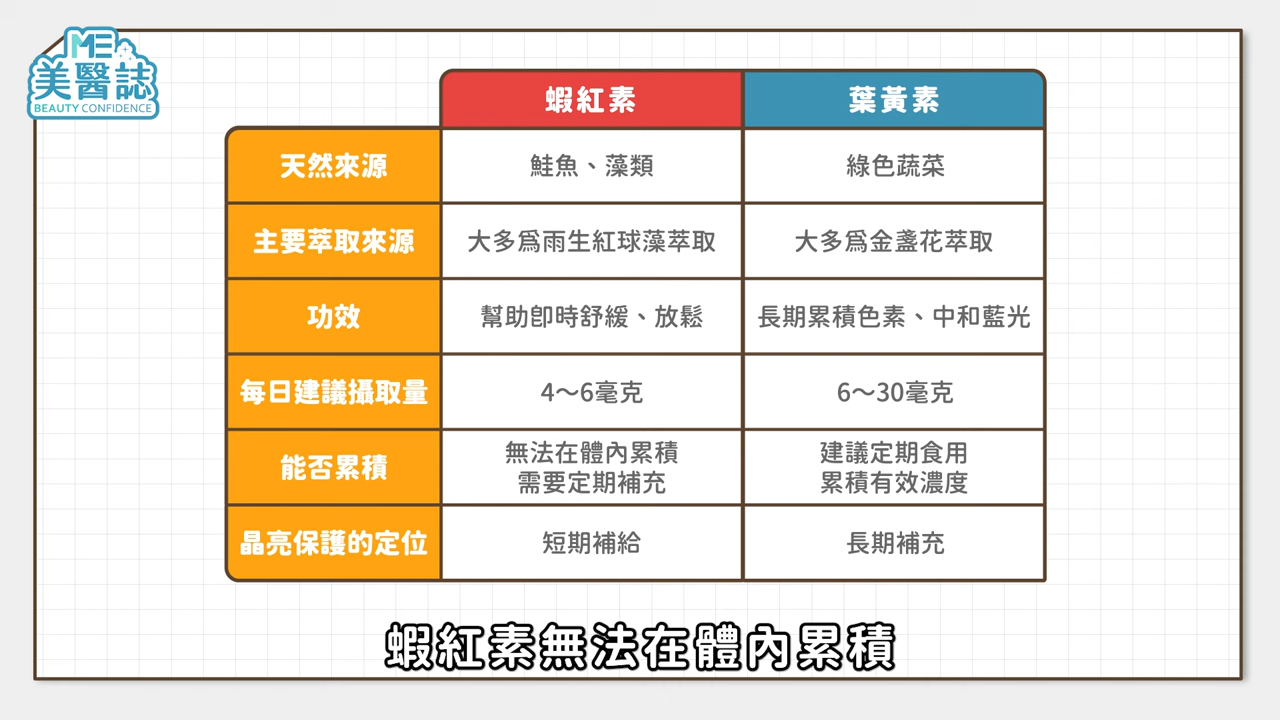 ME
美醫誌
BEAUTY CONFIDENCE
蝦紅素 葉黃素
天然來源 鮭魚、藻類 綠色蔬菜
主要萃取來源 大多爲雨生紅球藻萃取 大多爲金盞花萃取
功效 幫助即時舒緩、放鬆 長期累積色素、中和藍光
每日建議攝取量 4～6毫克 6～30毫克
能否累積 無法在體內累積 建議定期食用
需要定期補充 累積有效濃度
晶亮保護的定位 短期補給 長期補充
蝦紅素無法在體內累積